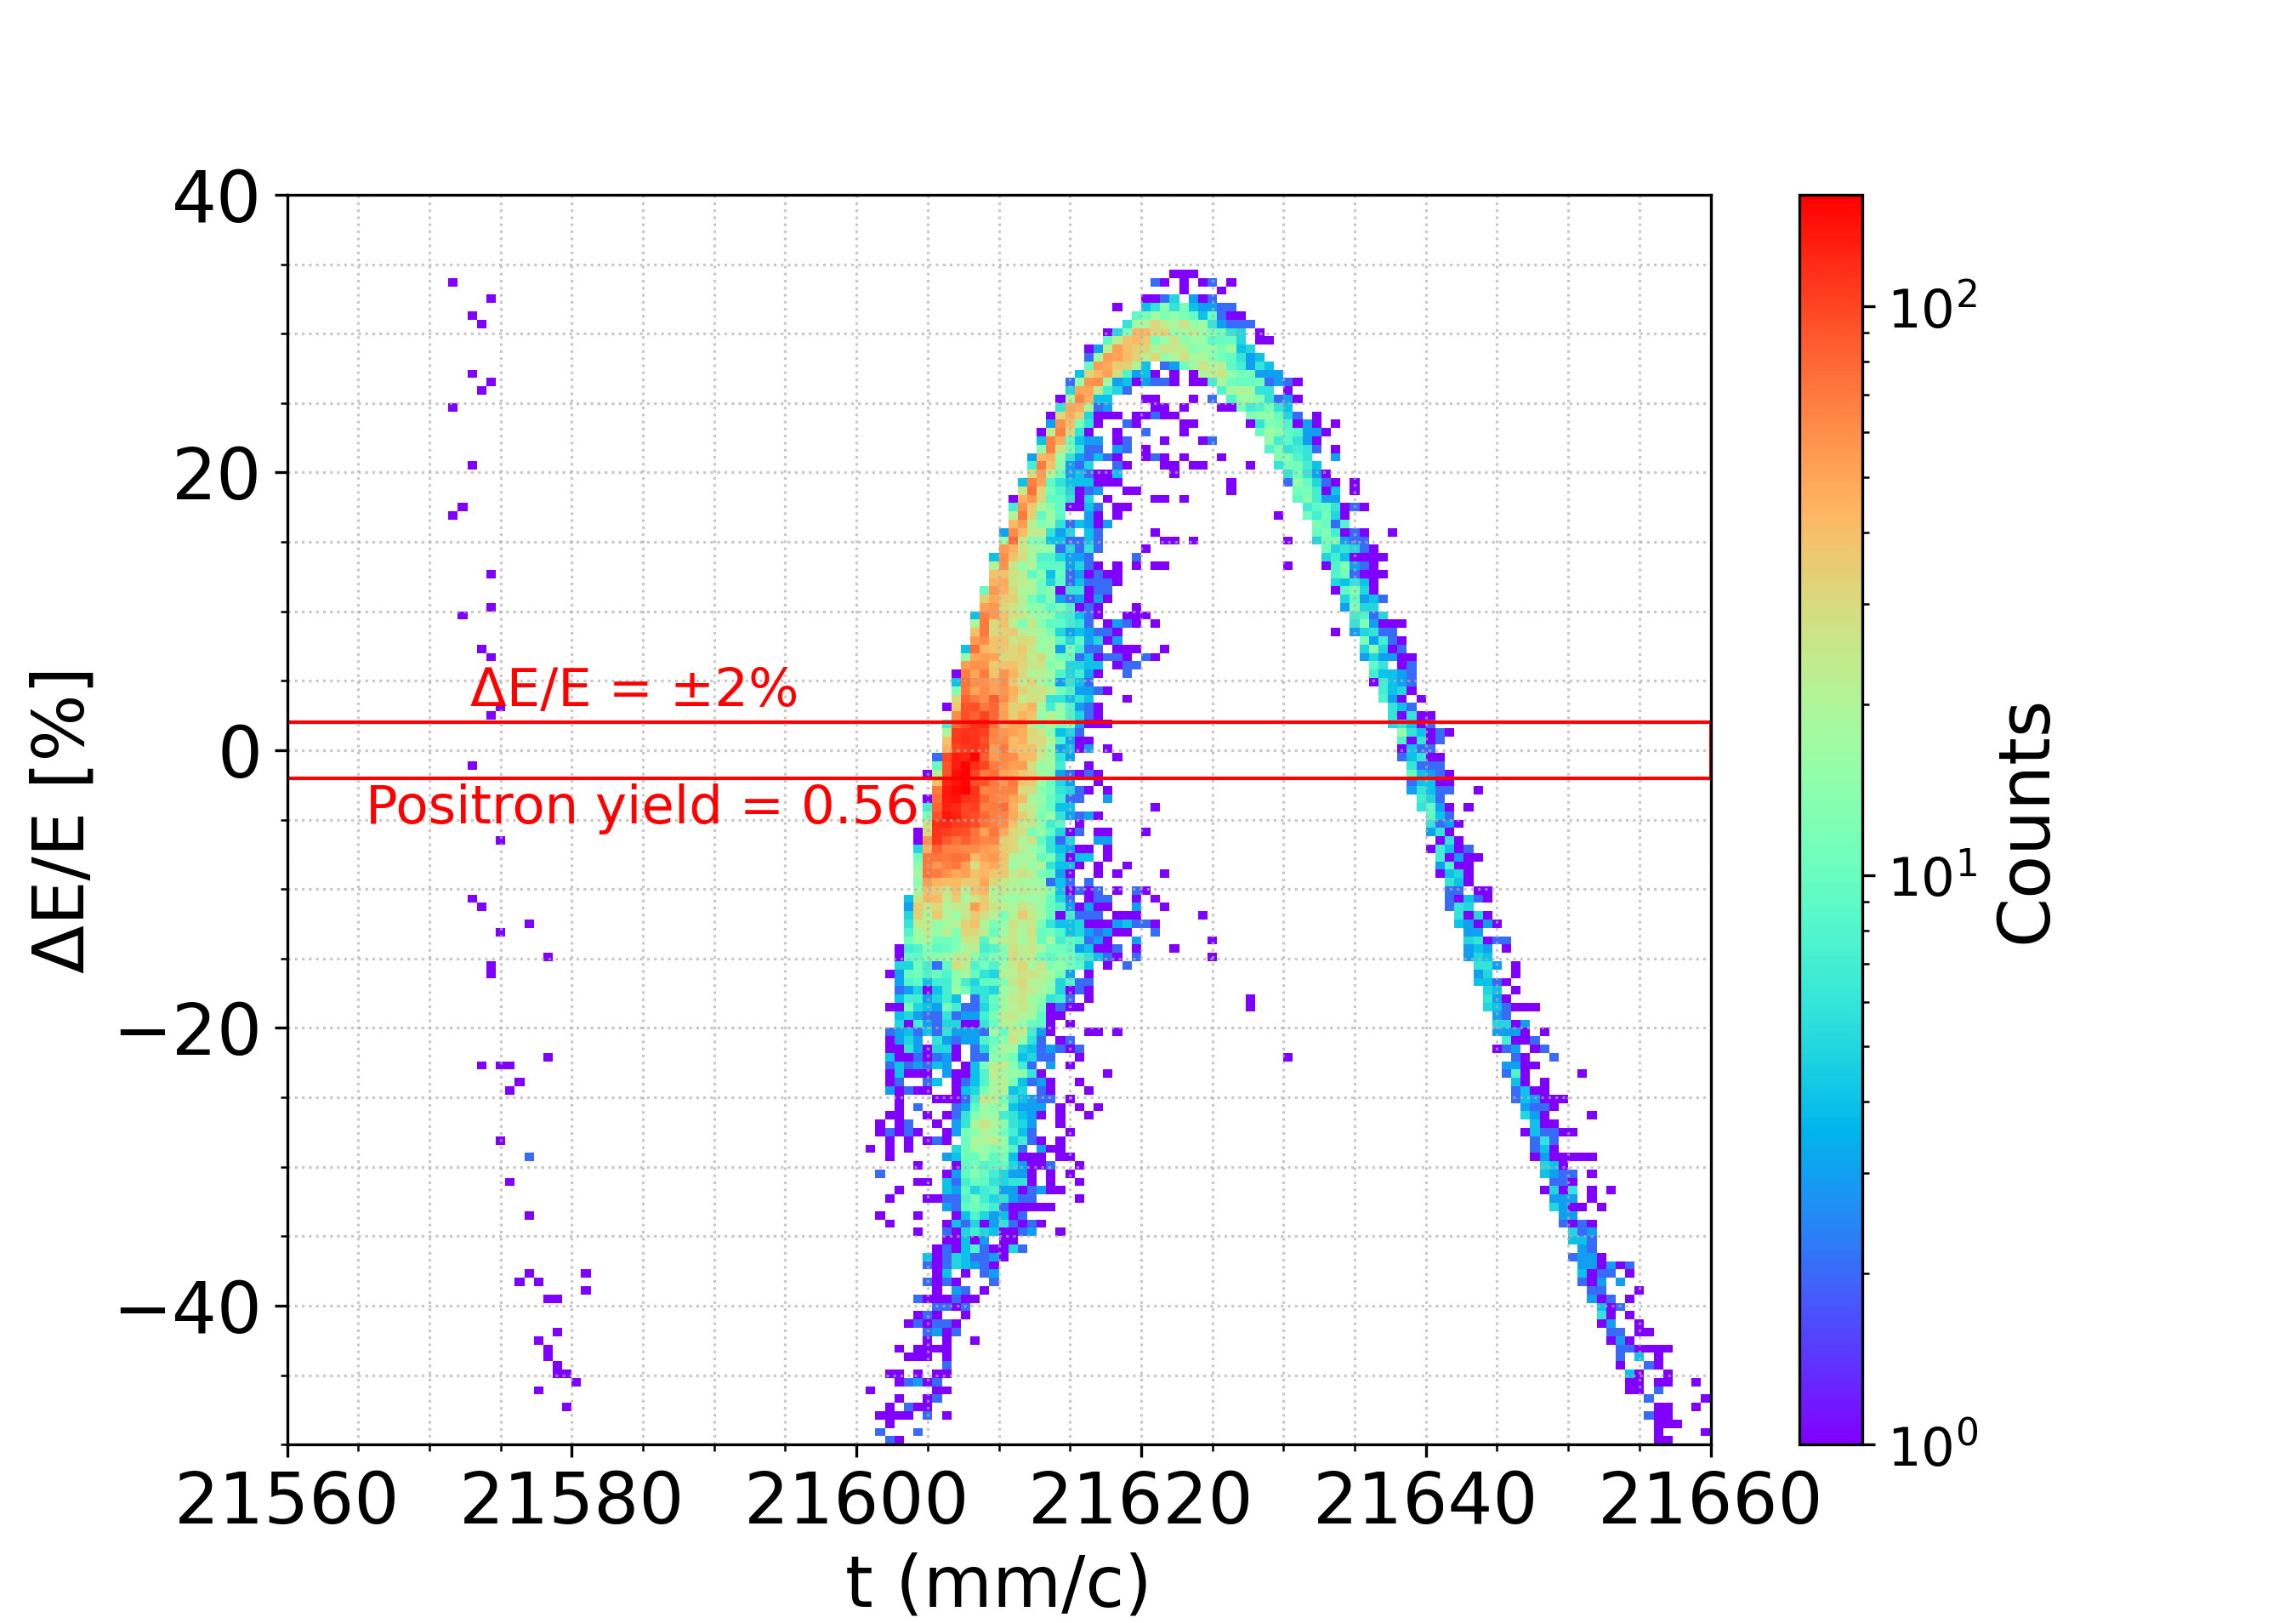 40
20
0
−20
−40
ΔE/E [%]
ΔE/E = ±2%
Positron yield = 0.56
21560 21580 21600 21620 21640 21660
t (mm/c)
10²
10¹
10⁰
Counts